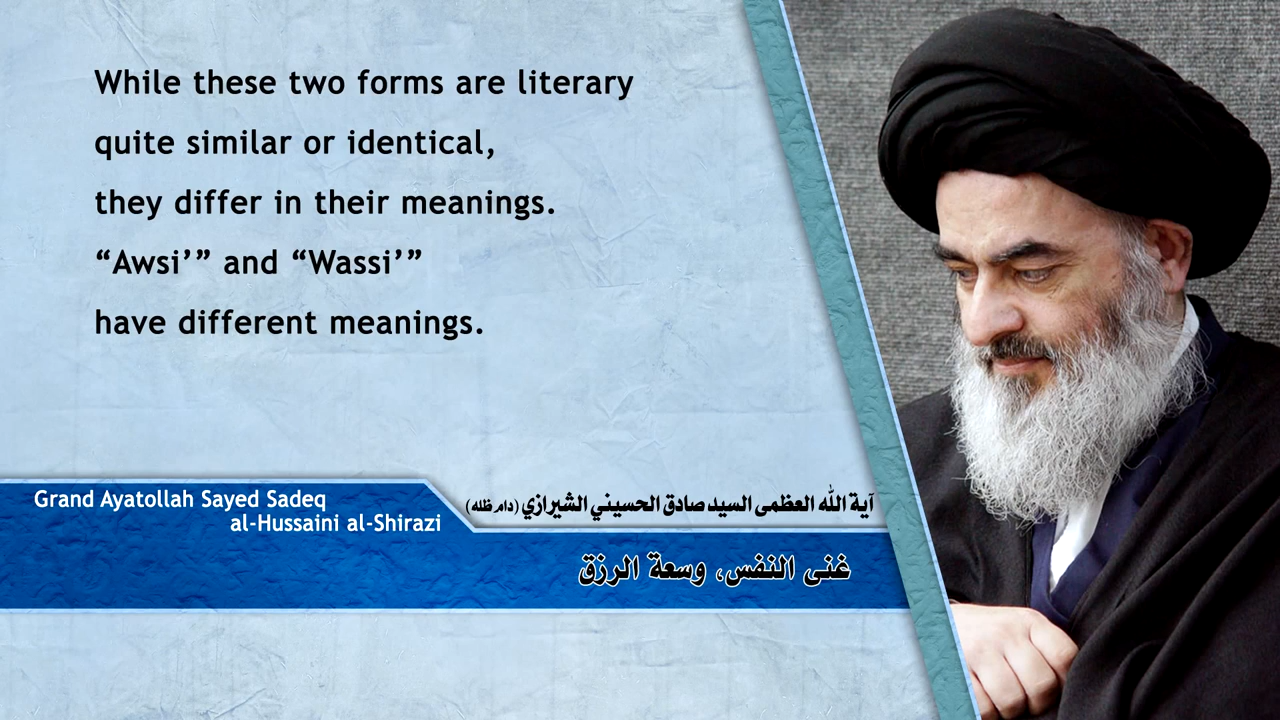 While these two forms are literary
quite similar or identical,
they differ in their meanings.
“Awsi’” and “Wassi’”
have different meanings.
Grand Ayatollah Sayed Sadeq
al-Hussaini al-Shirazi
آية الله العظمى السيد صادق الحسيني الشيرازي (دام ظله)
غنى النفس، وسعة الرزق